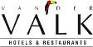 VAN DER
VALK
HOTELS & RESTAURANTS